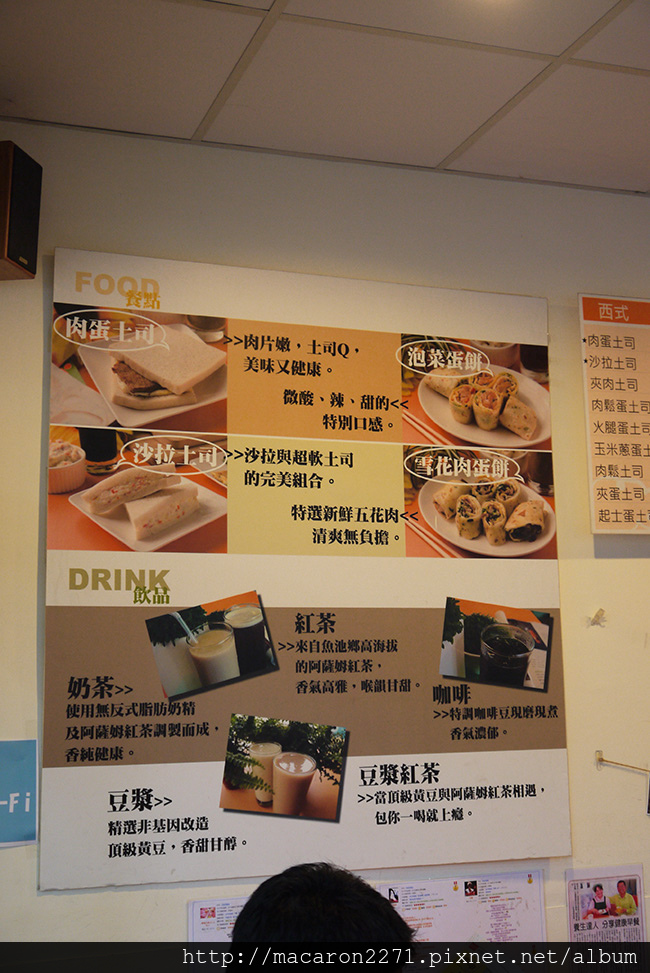 FOOD
餐點
肉蛋土司
>>肉片嫩，土司Q，
美味又健康。
泡菜蛋餅
微酸、辣、甜的<<
特別口感。
沙拉土司
>>沙拉與超軟土司
的完美組合。
雪花肉蛋餅
特選新鮮五花肉<<
清爽無負擔。
DRINK
飲品
紅茶
>>來自魚池鄉高海拔
的阿薩姆紅茶，
香氣高雅，喉韻甘甜。
奶茶>>
使用無反式脂肪奶精
及阿薩姆紅茶調製而成，
香純健康。
咖啡
>>特調咖啡豆現磨現煮
香氣濃郁。
豆漿>>
精選非基因改造
頂級黃豆，香甜甘醇。
豆漿紅茶
>>當頂級黃豆與阿薩姆紅茶相遇，
包你一喝就上癮。
西式
*肉蛋土司
*沙拉土司
夾肉土司
肉鬆蛋土司
火腿蛋土司
玉米蔥蛋土
肉鬆土司
夾蛋土司
起士蛋土司
-Fi
養生達人 分享健康早餐
http://macaron2271.pixnet.net/album